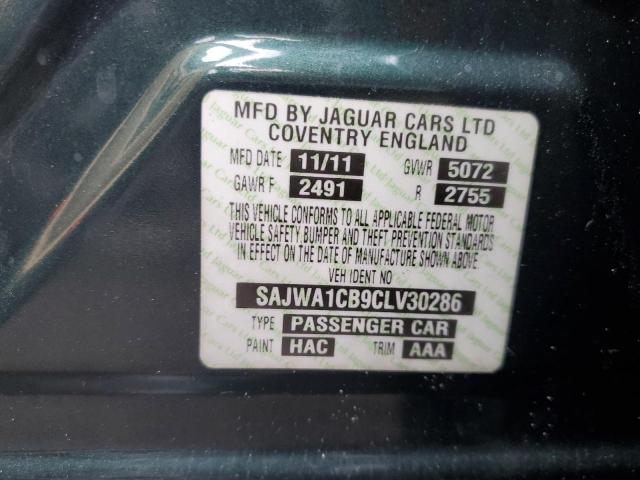 MFD BY JAGUAR CARS LTD
COVENTRY ENGLAND
MFD DATE 11/11 GVWR 5072
GAWR F 2491 R 2755
THIS VEHICLE CONFORMS TO ALL APPLICABLE FEDERAL MOTOR
VEHICLE SAFETY, BUMPER AND THEFT PREVENTION STANDARDS
IN EFFECT ON THE DATE OF MANUFACTURE SHOWN ABOVE.
VEH IDENT NO
SAJWA1CB9CLV30286
TYPE PASSENGER CAR
PAINT HAC TRIM AAA